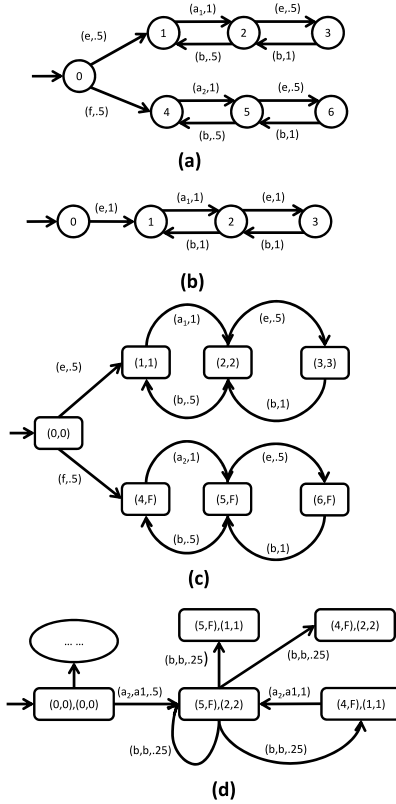 (a₁,1) (e,.5)
(e,.5) 1 2 3
(b,.5) (b,1)
0
(a₂,1) (e,.5)
(f,.5) 4 5 6
(b,.5) (b,1)
(a)
(e,1) (a₁,1) (e,1)
0 1 2 3
(b,1) (b,1)
(b)
(a₁,1) (e,.5)
(e,.5) (1,1) (2,2) (3,3)
(b,.5) (b,1)
(0,0)
(a₂,1) (e,.5)
(f,.5) (4,F) (5,F) (6,F)
(b,.5) (b,1)
(c)
(5,F),(1,1) (4,F),(2,2)
... ...
(b,b,.25) (b,b,.25)
(a₂,a1,.5) (a₂,a1,1)
(0,0),(0,0) (5,F),(2,2) (4,F),(1,1)
(b,b,.25) (b,b,.25)
(d)